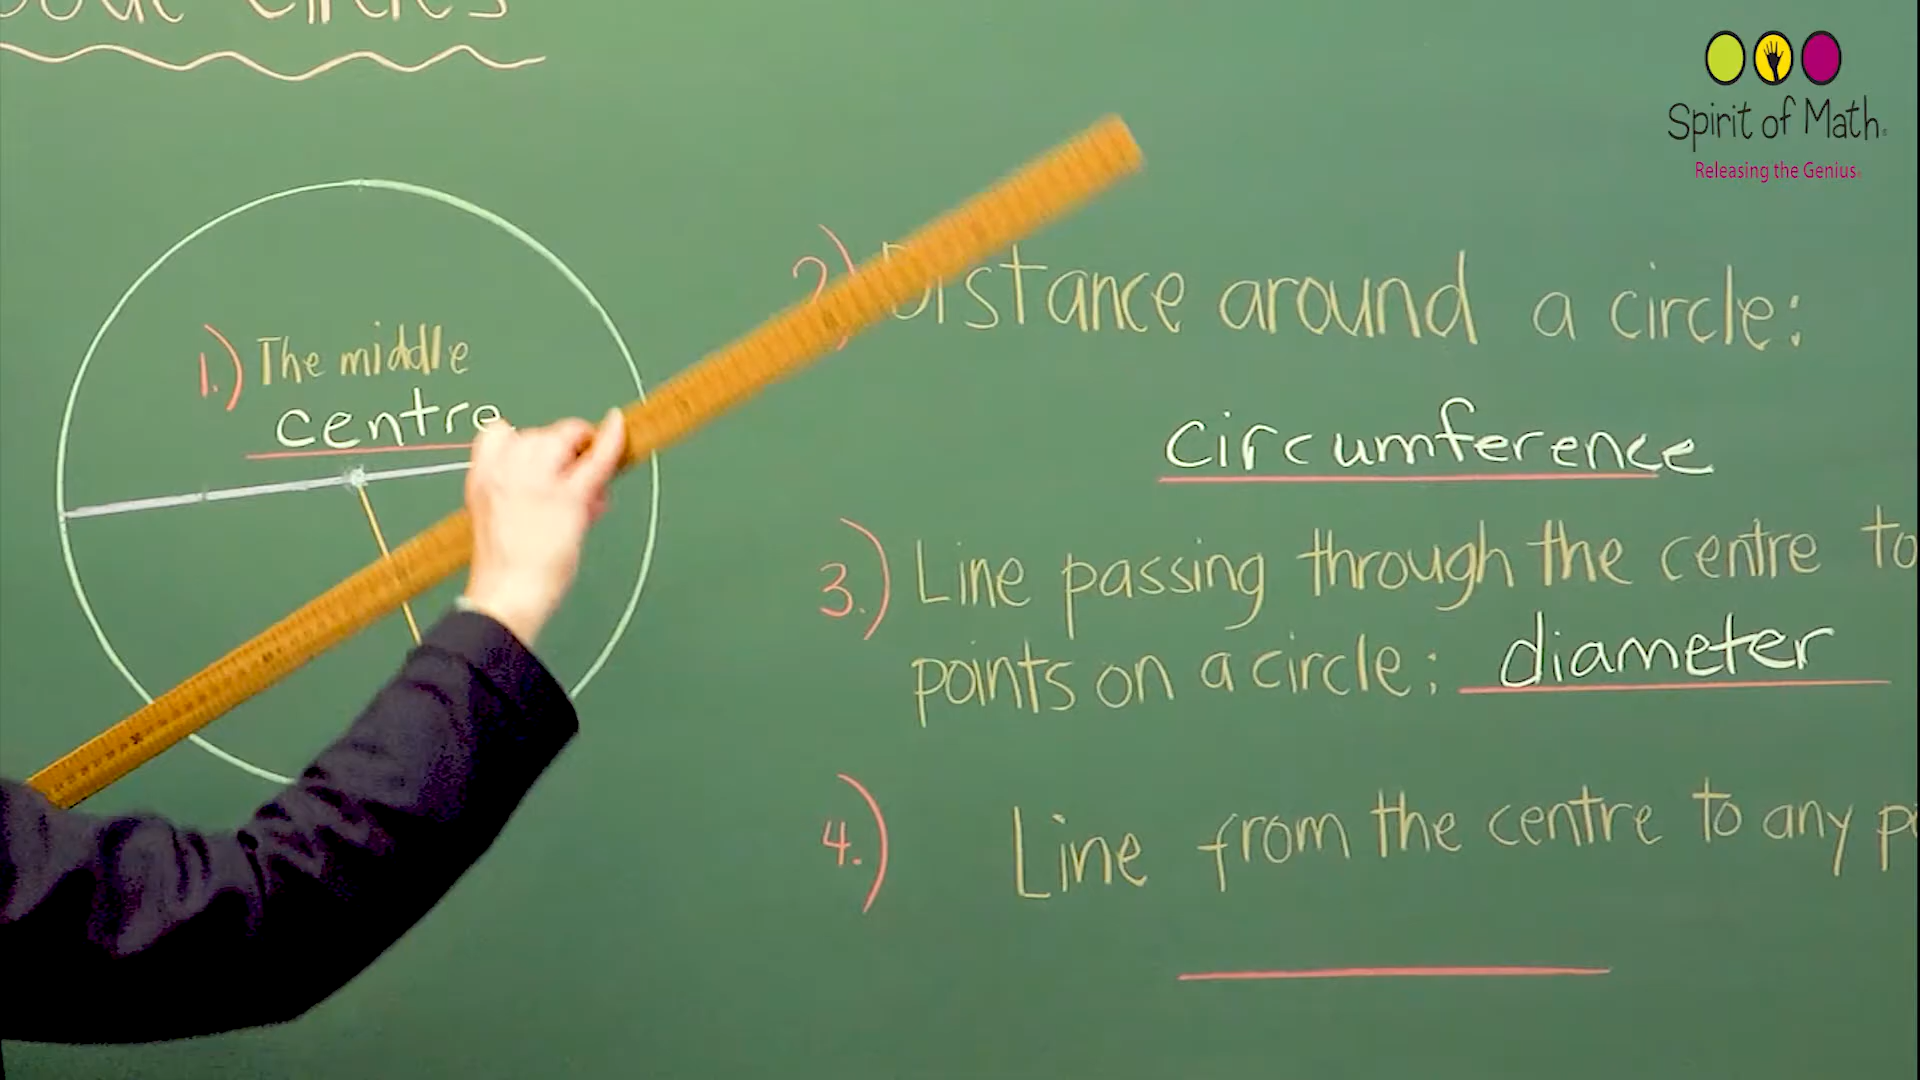 Circles
1.) The middle
centre
2.) Distance around a circle:
circumference
3.) Line passing through the centre to
points on a circle: diameter
4.) Line from the centre to any
Spirit of Math
Releasing the Genius